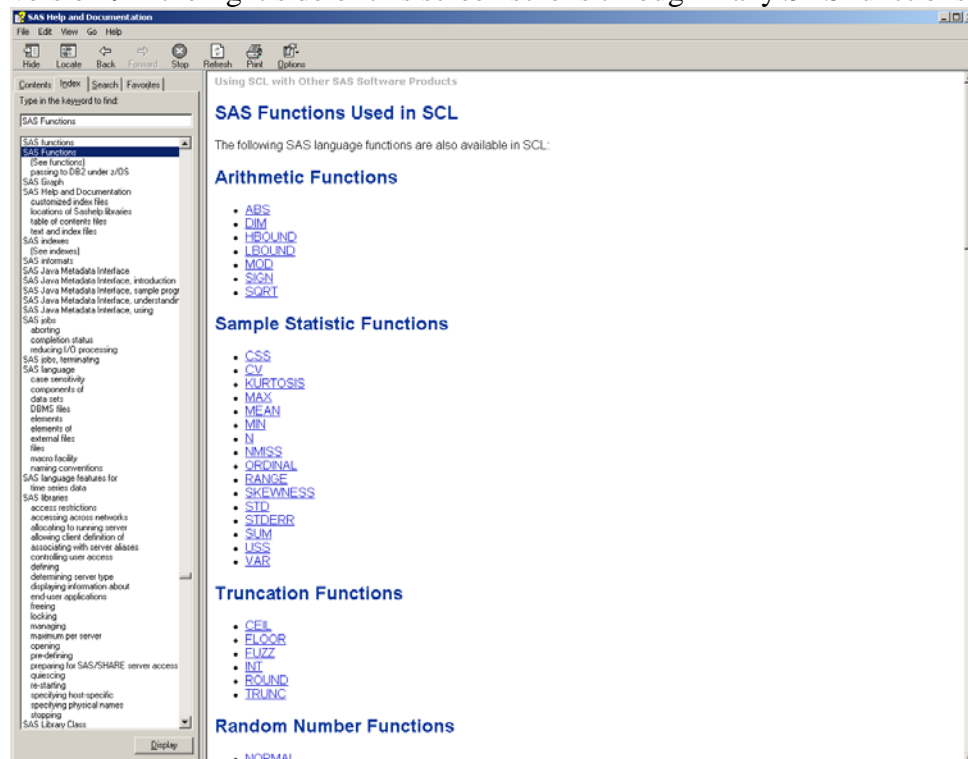 SAS Help and Documentation
File Edit View Go Help
Hide Locate Back Forward Stop Refresh Print Options
Contents Index Search Favorites
Type in the keyword to find:
SAS Functions
SAS functions
SAS Functions
(See functions)
passing to DB2 under z/OS
SAS Graph
SAS Help and Documentation
customized index files
locations of Sashelp libraries
table of contents files
text and index files
SAS indexes
(See indexes)
SAS informats
SAS Java Metadata Interface
SAS Java Metadata Interface, introduction
SAS Java Metadata Interface, sample progr
SAS Java Metadata Interface, understandin
SAS Java Metadata Interface, using
SAS jobs
aborting
completion status
reducing I/O processing
SAS jobs, terminating
SAS language
case sensitivity
components of
data sets
DBMS files
elements
elements of
external files
files
macro facility
naming conventions
SAS language features for
time series data
SAS libraries
access restrictions
accessing across networks
allocating to running server
allowing client definition of
associating with server aliases
controlling user access
defining
determining server type
displaying information about
end-user applications
freeing
locking
managing
maximum per server
opening
pre-defining
preparing for SAS/SHARE server access
quiescing
re-starting
specifying host-specific
specifying physical names
stopping
SAS Library Class
Display
Using SCL with Other SAS Software Products
SAS Functions Used in SCL
The following SAS language functions are also available in SCL:
Arithmetic Functions
• ABS
• DIM
• HBOUND
• LBOUND
• MOD
• SIGN
• SQRT
Sample Statistic Functions
• CSS
• CV
• KURTOSIS
• MAX
• MEAN
• MIN
• N
• NMISS
• ORDINAL
• RANGE
• SKEWNESS
• STD
• STDERR
• SUM
• USS
• VAR
Truncation Functions
• CEIL
• FLOOR
• FUZZ
• INT
• ROUND
• TRUNC
Random Number Functions
• NORMAL